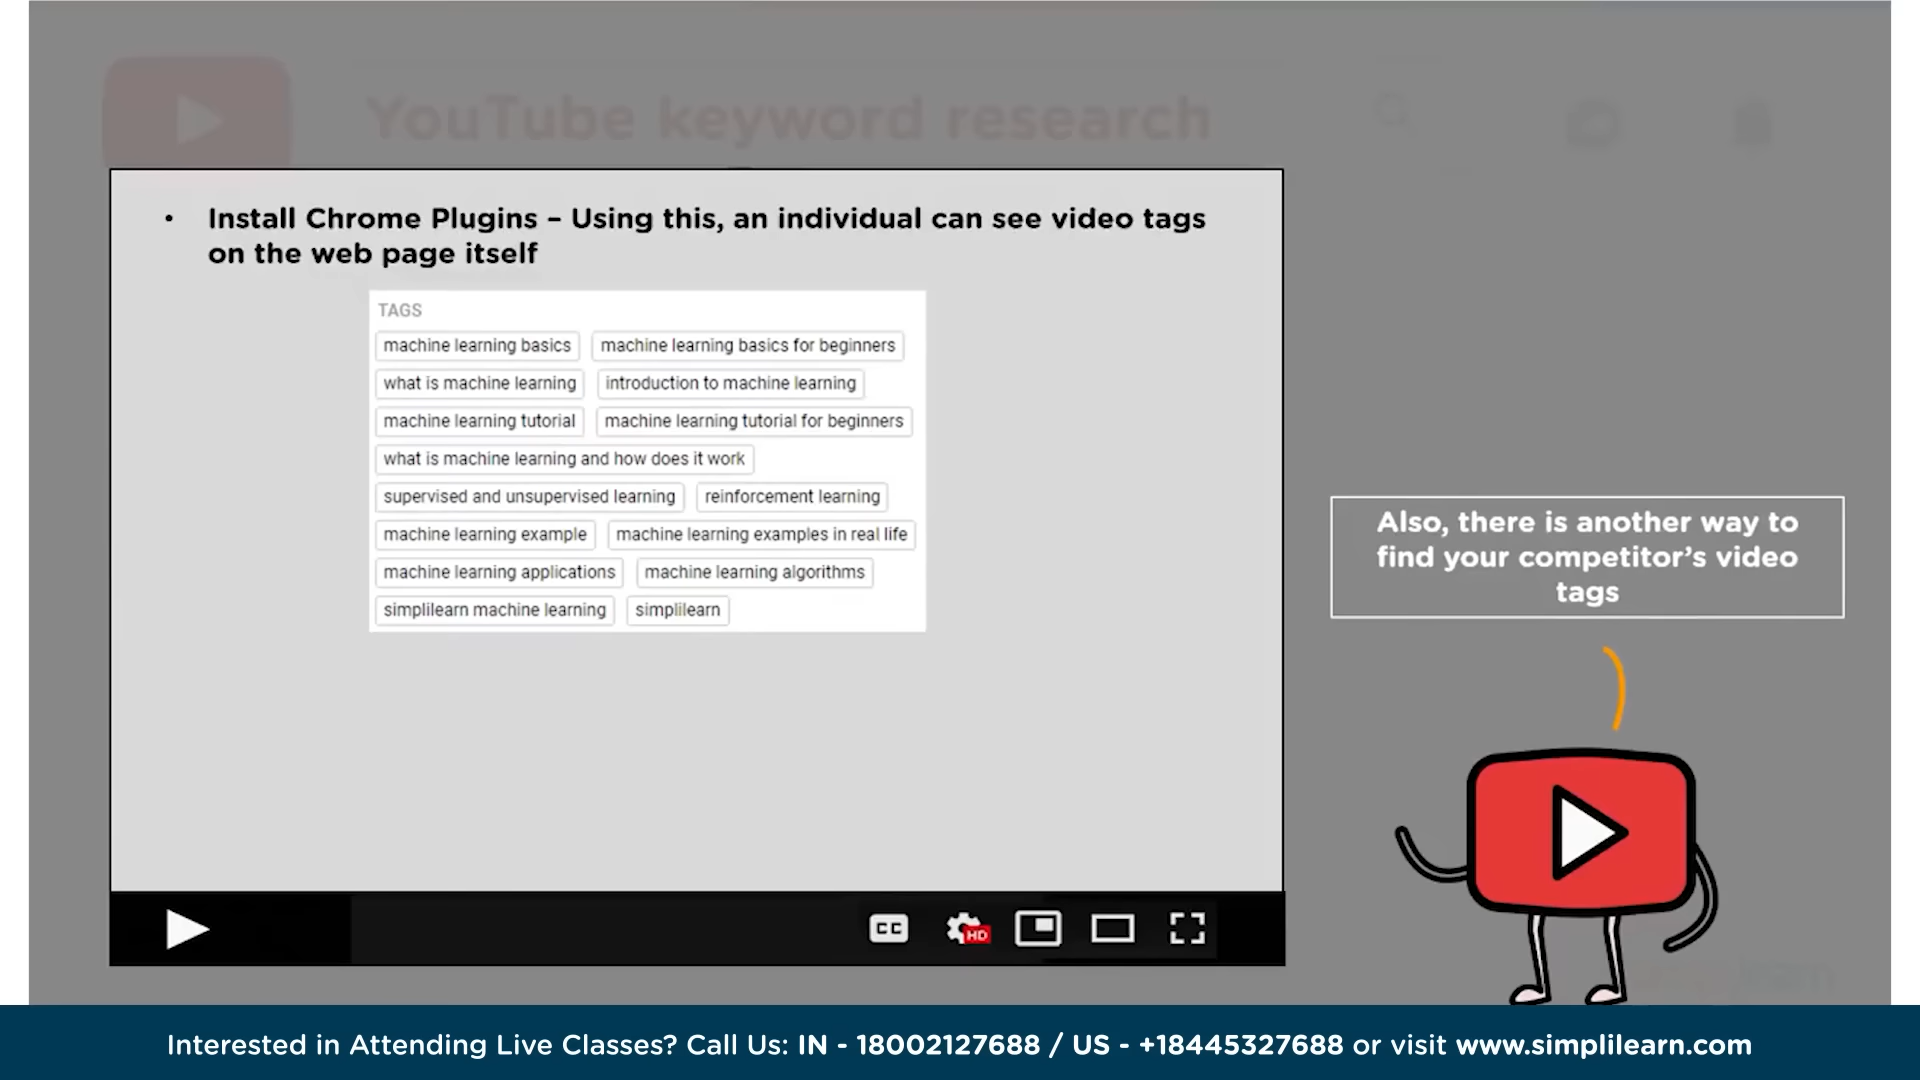 YouTube keyword research
• Install Chrome Plugins – Using this, an individual can see video tags
on the web page itself
TAGS
machine learning basics machine learning basics for beginners
what is machine learning introduction to machine learning
machine learning tutorial machine learning tutorial for beginners
what is machine learning and how does it work
supervised and unsupervised learning reinforcement learning
machine learning example machine learning examples in real life
machine learning applications machine learning algorithms
simplilearn machine learning simplilearn
Also, there is another way to
find your competitor’s video
tags
CC HD
Interested in Attending Live Classes? Call Us: IN - 18002127688 / US - +18445327688 or visit www.simplilearn.com